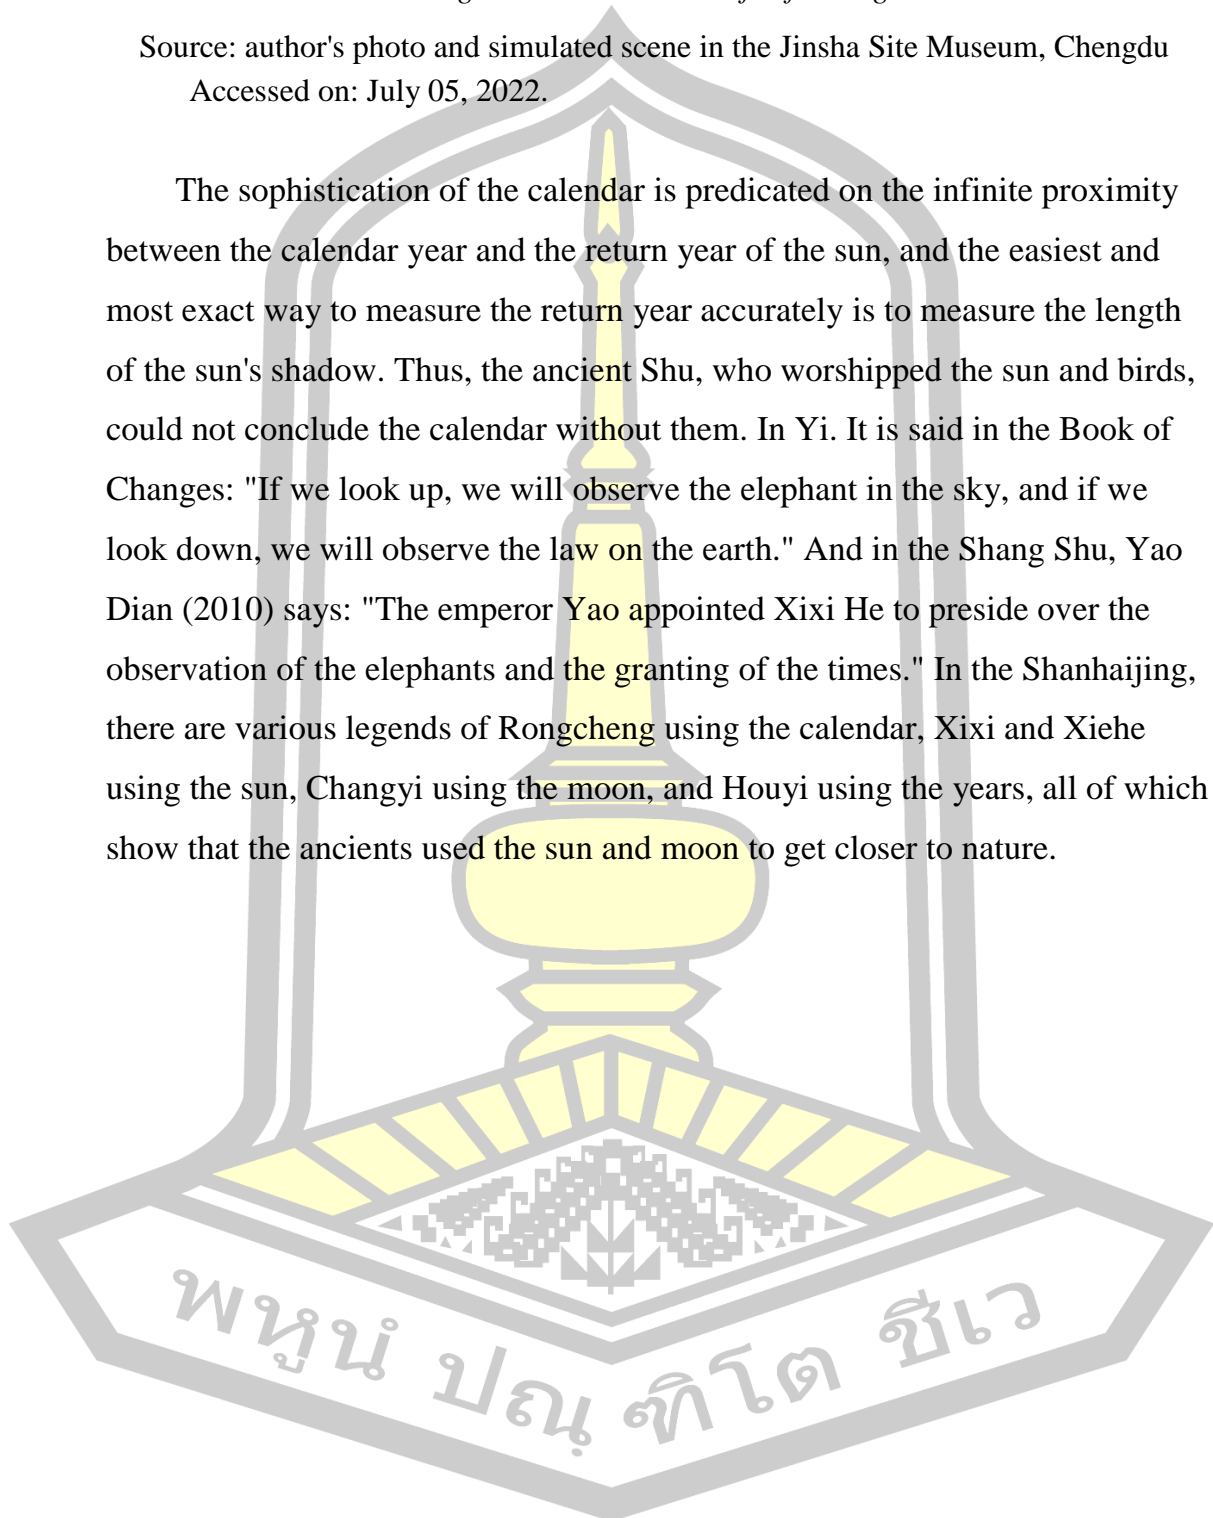 Source: author's photo and simulated scene in the Jinsha Site Museum, Chengdu
Accessed on: July 05, 2022.
The sophistication of the calendar is predicated on the infinite proximity
between the calendar year and the return year of the sun, and the easiest and
most exact way to measure the return year accurately is to measure the length
of the sun's shadow. Thus, the ancient Shu, who worshipped the sun and birds,
could not conclude the calendar without them. In Yi. It is said in the Book of
Changes: "If we look up, we will observe the elephant in the sky, and if we
look down, we will observe the law on the earth." And in the Shang Shu, Yao
Dian (2010) says: "The emperor Yao appointed Xixi He to preside over the
observation of the elephants and the granting of the times." In the Shanhaijing,
there are various legends of Rongcheng using the calendar, Xixi and Xiehe
using the sun, Changyi using the moon, and Houyi using the years, all of which
show that the ancients used the sun and moon to get closer to nature.
พหูนํ ปณฺฑิโต ชีเว